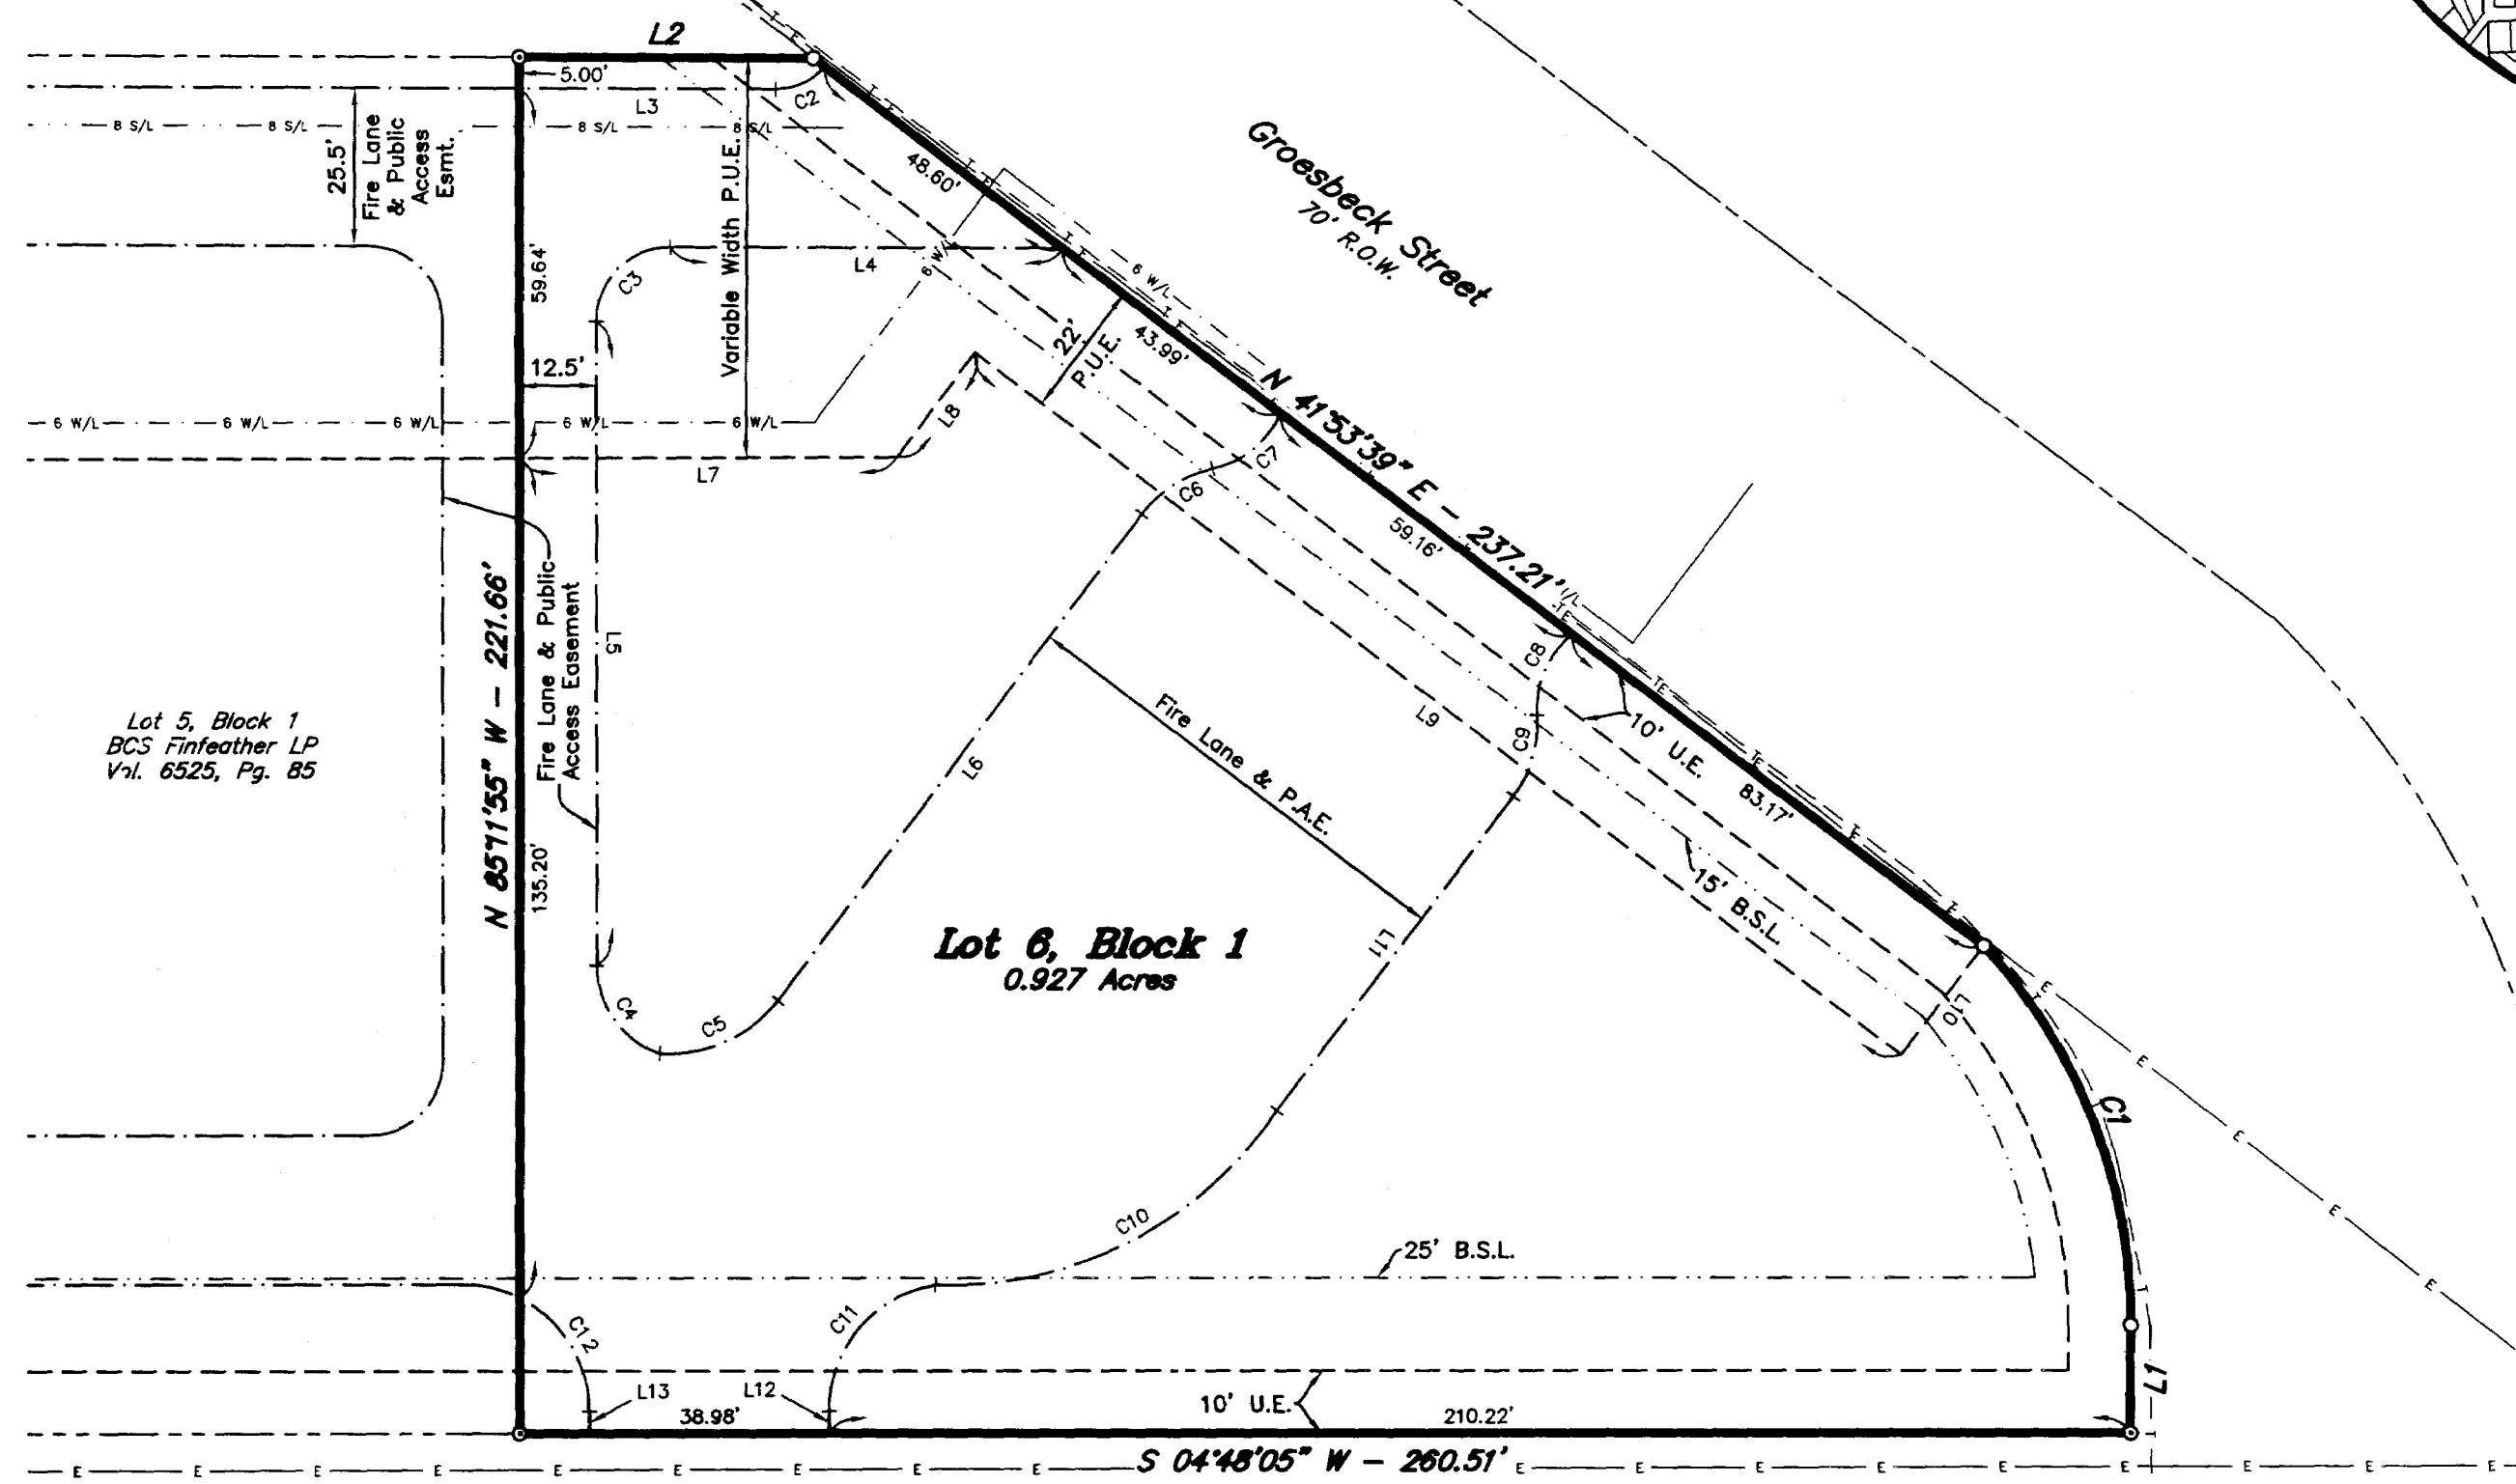 L2
5.00'
L3
C2
8 S/L
8 S/L
8 S/L
8 S/L
25.5'
Fire Lane
& Public
Access
Esmt.
Variable Width P.U.E.
48.60'
Groesbeck Street
70' R.O.W.
59.64'
C3
L4
6 W/L
6 W/L
22'
P.U.E.
43.99'
12.5'
6 W/L
6 W/L
6 W/L
6 W/L
6 W/L
L8
L7
C7
C6
N 41°53'39" E - 237.21'
59.16'
N 85°11'55" W - 221.66'
Fire Lane & Public
Access Easement
L5
Lot 5, Block 1
BCS Finfeather LP
Vol. 6525, Pg. 85
C8
C9
L9
10' U.E.
83.17'
Fire Lane & P.A.E.
L6
135.20'
15' B.S.L.
Lot 6, Block 1
0.927 Acres
L11
L10
C4
C5
C1
C10
25' B.S.L.
C11
C12
L13
L12
38.98'
10' U.E.
210.22'
L1
S 04°48'05" W - 260.51'
E E E E E E E E E E E E E E E E E E